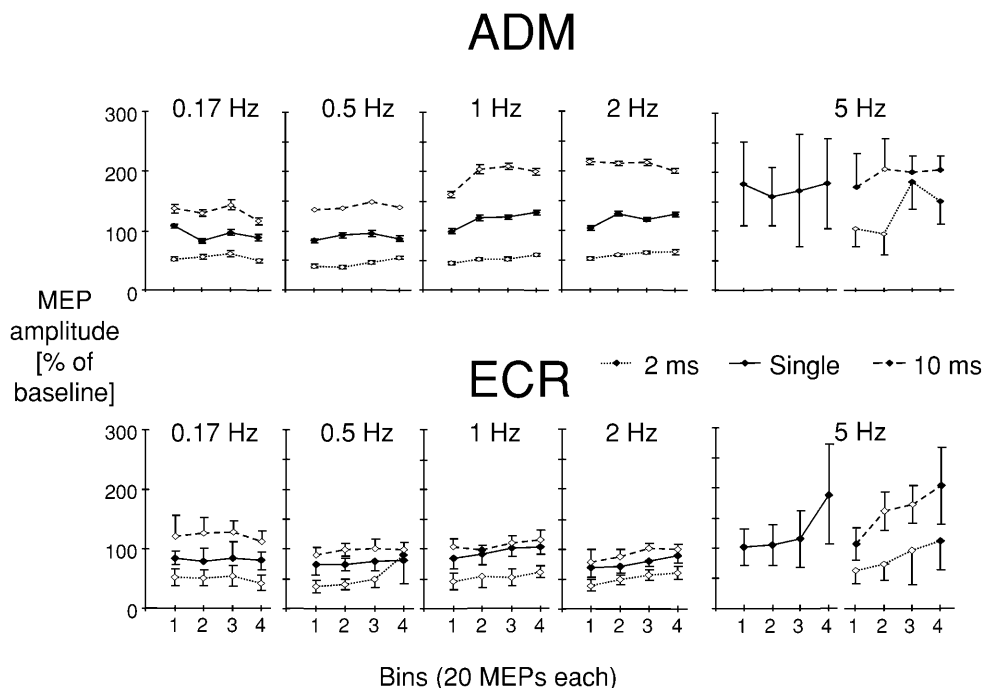 ADM
0.17 Hz 0.5 Hz 1 Hz 2 Hz 5 Hz
300
200
100
0
MEP
amplitude
[% of
baseline]
2 ms Single 10 ms
ECR
0.17 Hz 0.5 Hz 1 Hz 2 Hz 5 Hz
300
200
100
0
1 2 3 4 1 2 3 4 1 2 3 4 1 2 3 4 1 2 3 4 1 2 3 4
Bins (20 MEPs each)